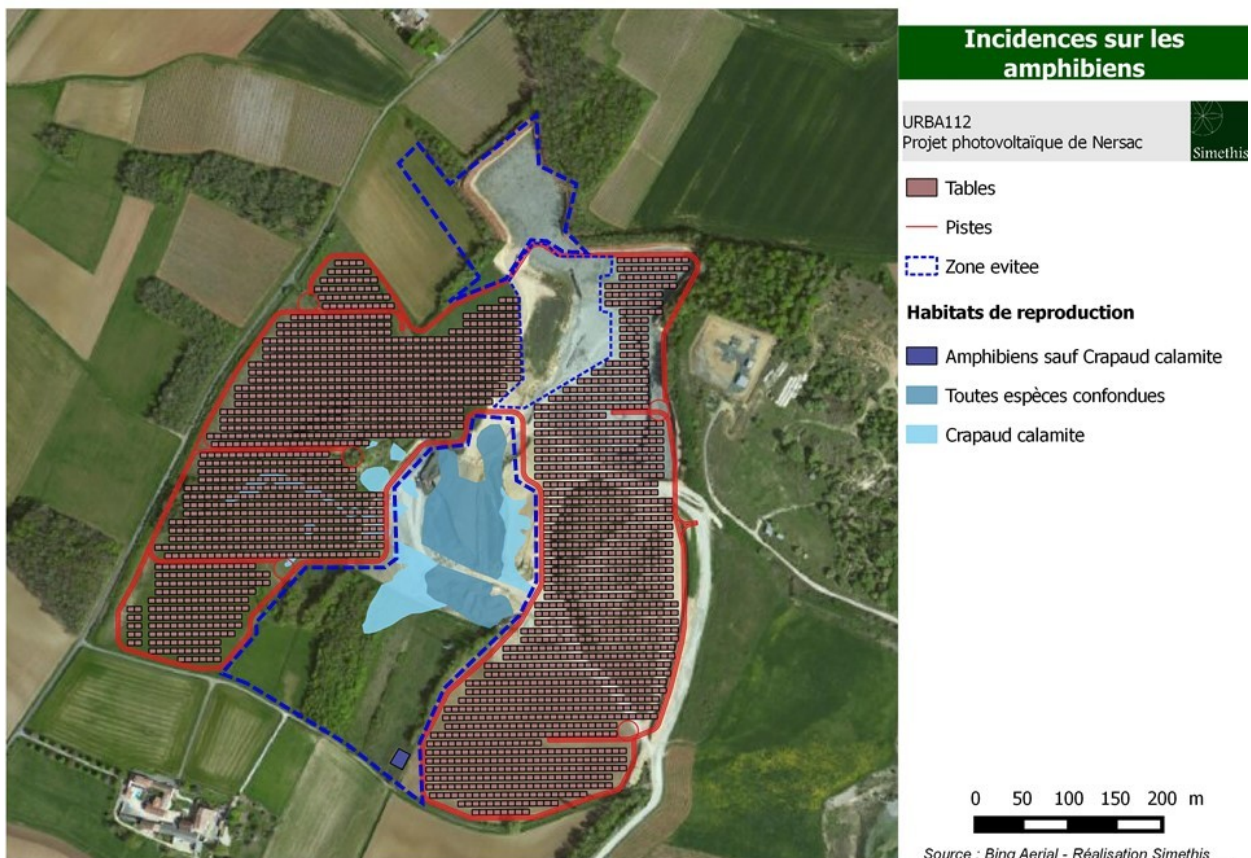 Incidences sur les
amphibiens
URBA112
Projet photovoltaïque de Nersac
Simethis
Tables
Pistes
Zone evitee
Habitats de reproduction
Amphibiens sauf Crapaud calamite
Toutes espèces confondues
Crapaud calamite
0 50 100 150 200 m
Source : Bing Aerial - Réalisation Simethis